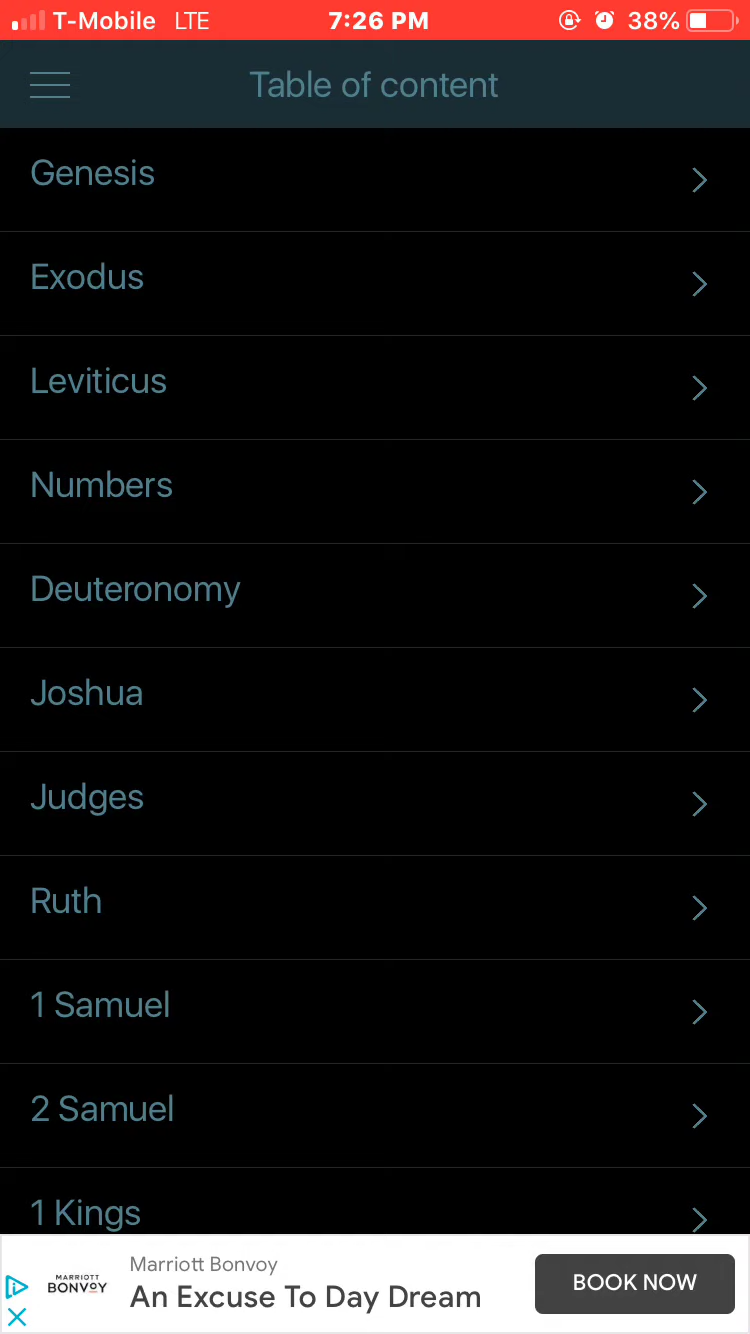 T-Mobile LTE 7:26 PM 38%
Table of content
Genesis
Exodus
Leviticus
Numbers
Deuteronomy
Joshua
Judges
Ruth
1 Samuel
2 Samuel
1 Kings
Marriott Bonvoy
MARRIOTT
BONVOY
An Excuse To Day Dream
BOOK NOW